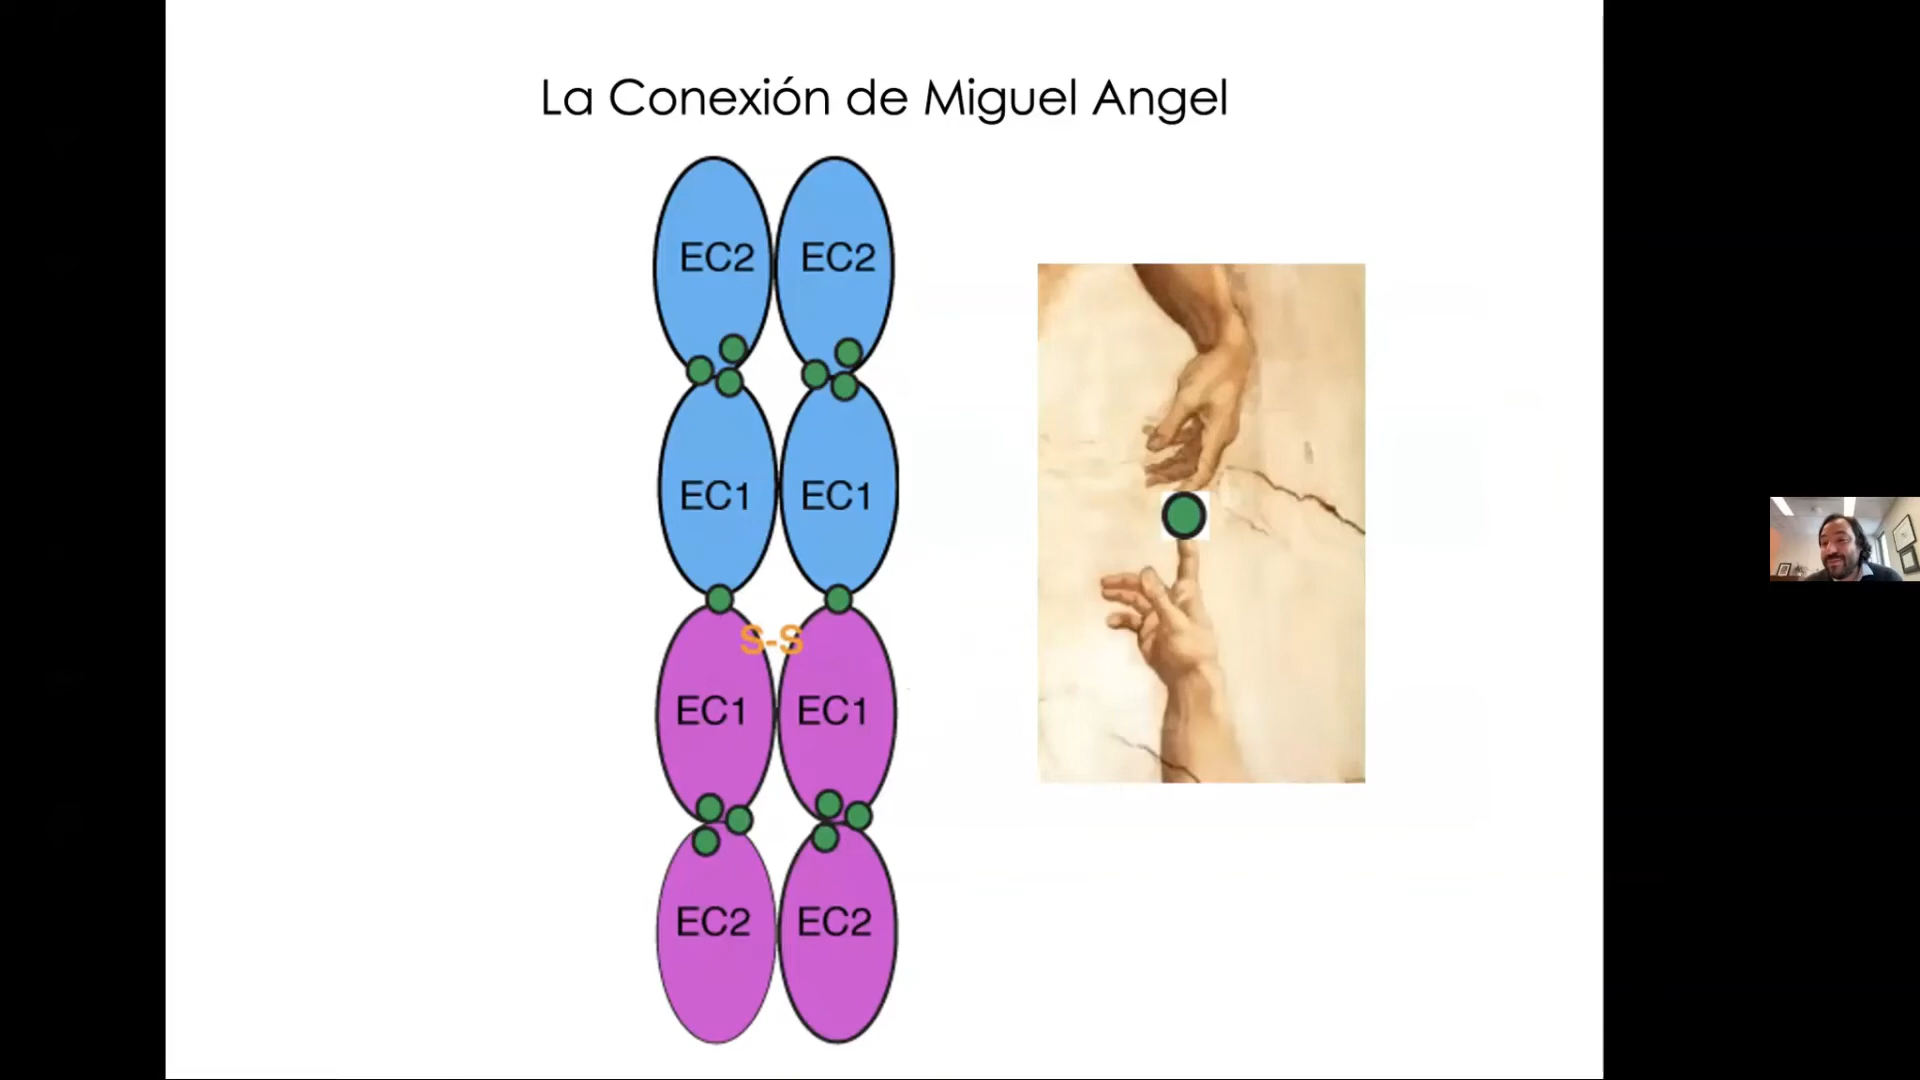 La Conexión de Miguel Angel
EC2 EC2
EC1 EC1
S-S
EC1 EC1
EC2 EC2